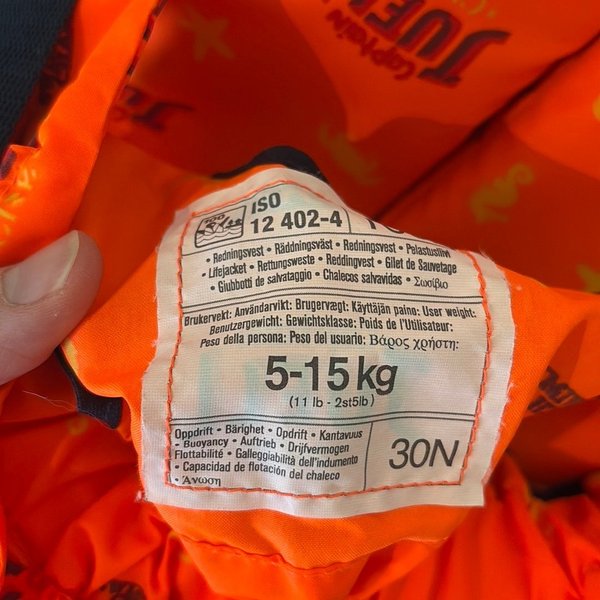 Captain
ISO
12 402-4
100
Redningsvest • Räddningsväst • Redningsvest • Pelastusliivi
• Lifejacket • Rettungsweste • Reddingvest • Gilet de Sauvetage
• Giubbotti de salvataggio • Chalecos salvavidas • Σωσίβιο
Brukervekt: Användarvikt: Brugervægt: Käyttäjän paino: User weight:
Benutzergewicht: Gewichtsklasse: Poids de l'Utilisateur:
Peso della persona: Peso del usuario: Βάρος χρήστη:
5-15 kg
(11 lb - 2st5lb)
Oppdrift • Bärighet • Opdrift • Kantavuus
• Buoyancy • Auftrieb • Drijfvermogen
Flottabilité • Galleggiabilità dell'indumento
• Capacidad de flotación del chaleco
• Άνωση
30N